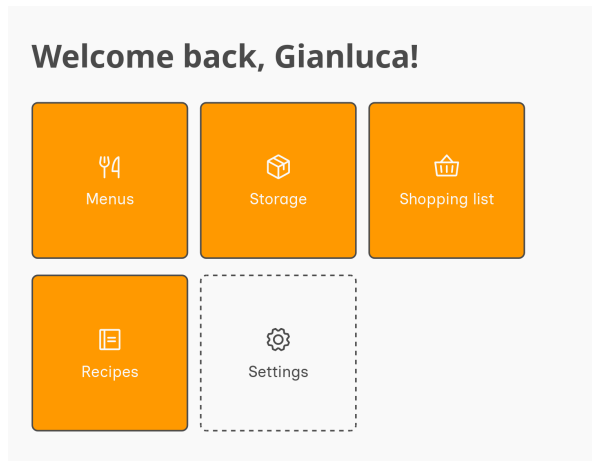 Welcome back, Gianluca!
Menus
Storage
Shopping list
Recipes
Settings